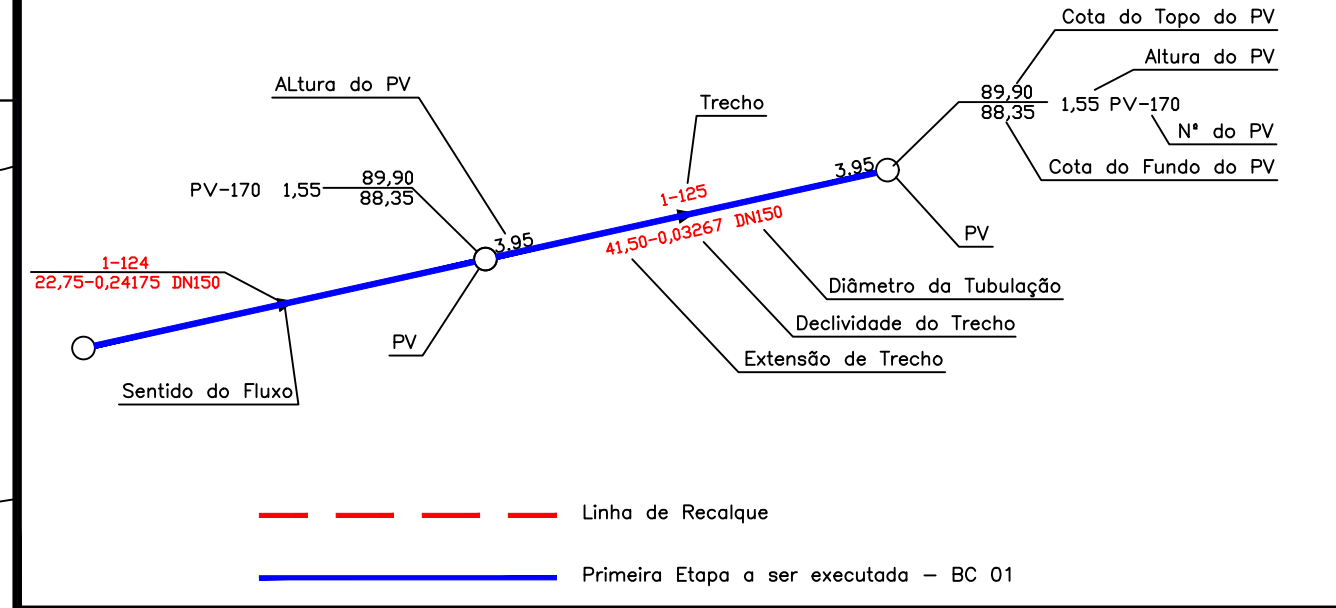 Cota do Topo do PV
Altura do PV
89,90
88,35
1,55 PV-170
Nº do PV
Cota do Fundo do PV
ALtura do PV
Trecho
PV-170 1,55
89,90
88,35
3.95
3.95
1-125
41,50-0,03267 DN150
PV
1-124
22,75-0,24175 DN150
Diâmetro da Tubulação
Declividade do Trecho
PV
Extensão de Trecho
Sentido do Fluxo
Linha de Recalque
Primeira Etapa a ser executada - BC 01